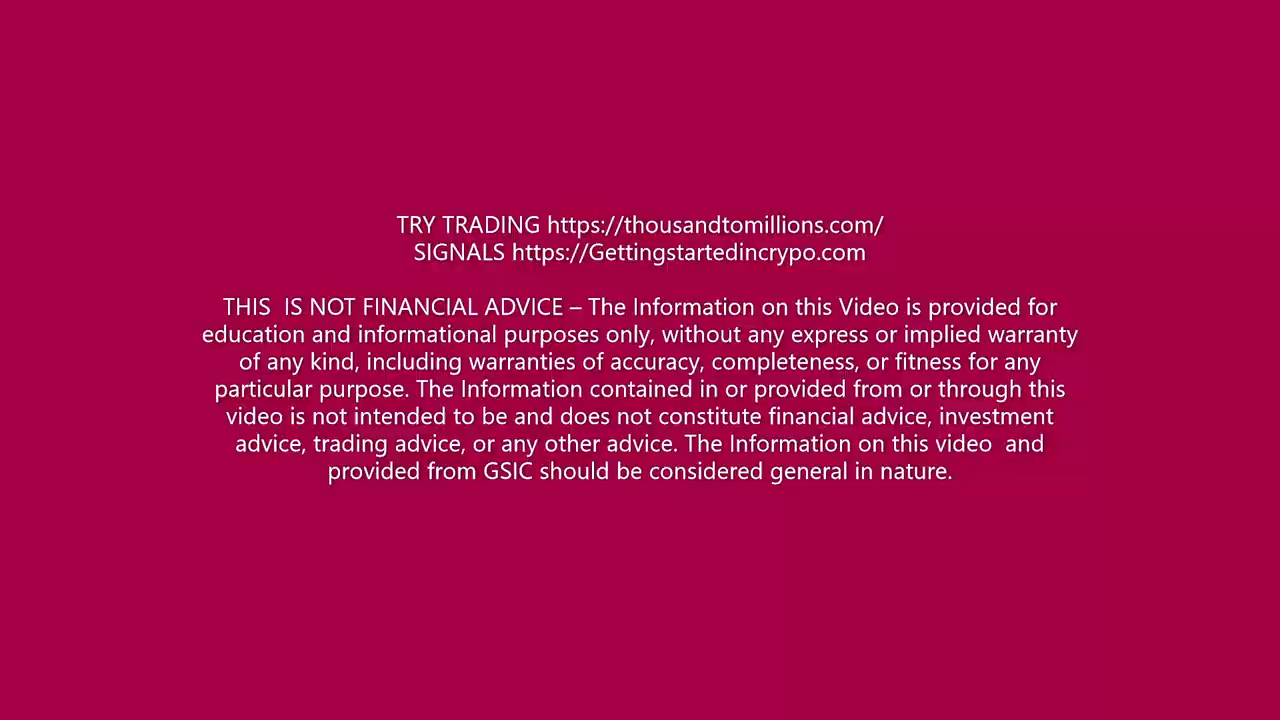 TRY TRADING https://thousandtomillions.com/
SIGNALS https://Gettingstartedincrypo.com
THIS  IS NOT FINANCIAL ADVICE – The Information on this Video is provided for
education and informational purposes only, without any express or implied warranty
of any kind, including warranties of accuracy, completeness, or fitness for any
particular purpose. The Information contained in or provided from or through this
video is not intended to be and does not constitute financial advice, investment
advice, trading advice, or any other advice. The Information on this video  and
provided from GSIC should be considered general in nature.